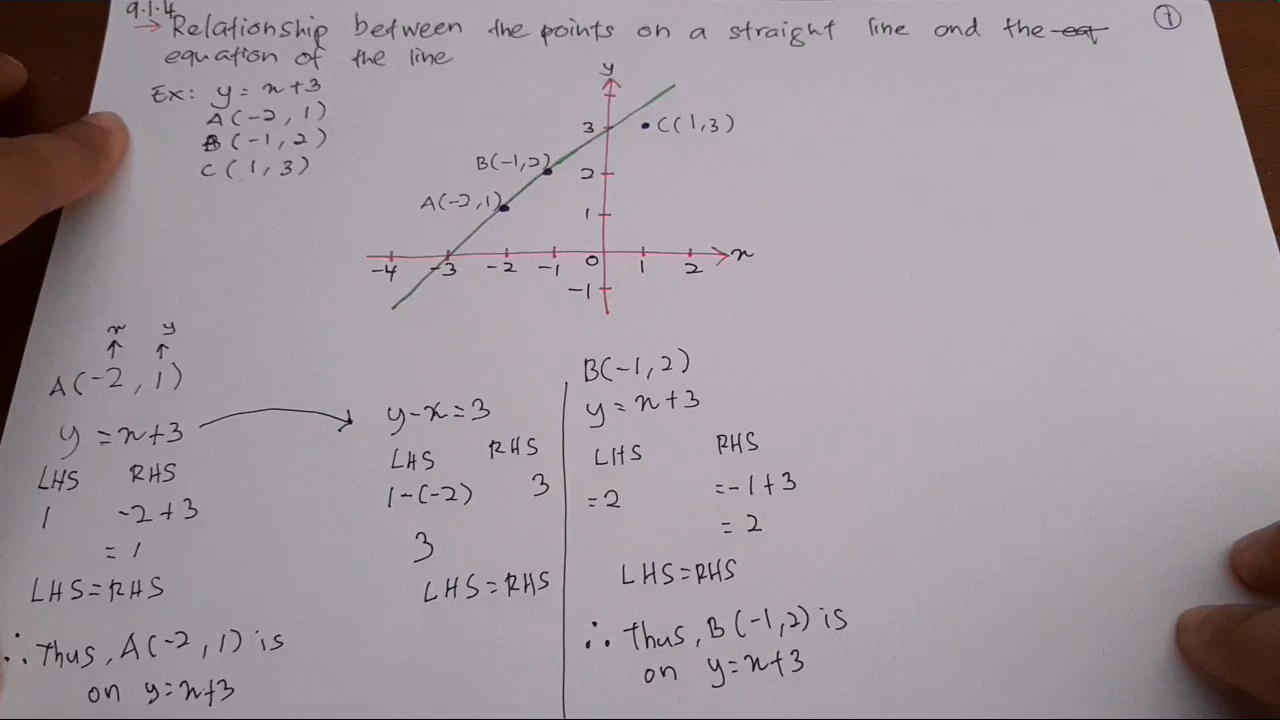 9.1.4
→ Relationship between the points on a straight line and the eq
equation of the line
①
Ex: y = x+3
A(-2, 1)
B(-1, 2)
C(1, 3)
y
3
C(1,3)
B(-1,2)
2
A(-2,1)
1
-4 -3 -2 -1 0 1 2 x
-1
x y
↑ ↑
A(-2, 1)
y = x+3
LHS RHS
1 -2+3
= 1
LHS = RHS
∴ Thus, A(-2, 1) is
on y = x+3
y-x = 3
LHS RHS
1-(-2) 3
3
LHS = RHS
B(-1, 2)
y = x+3
LHS RHS
= 2 = -1+3
= 2
LHS = RHS
∴ Thus, B(-1,2) is
on y = x+3